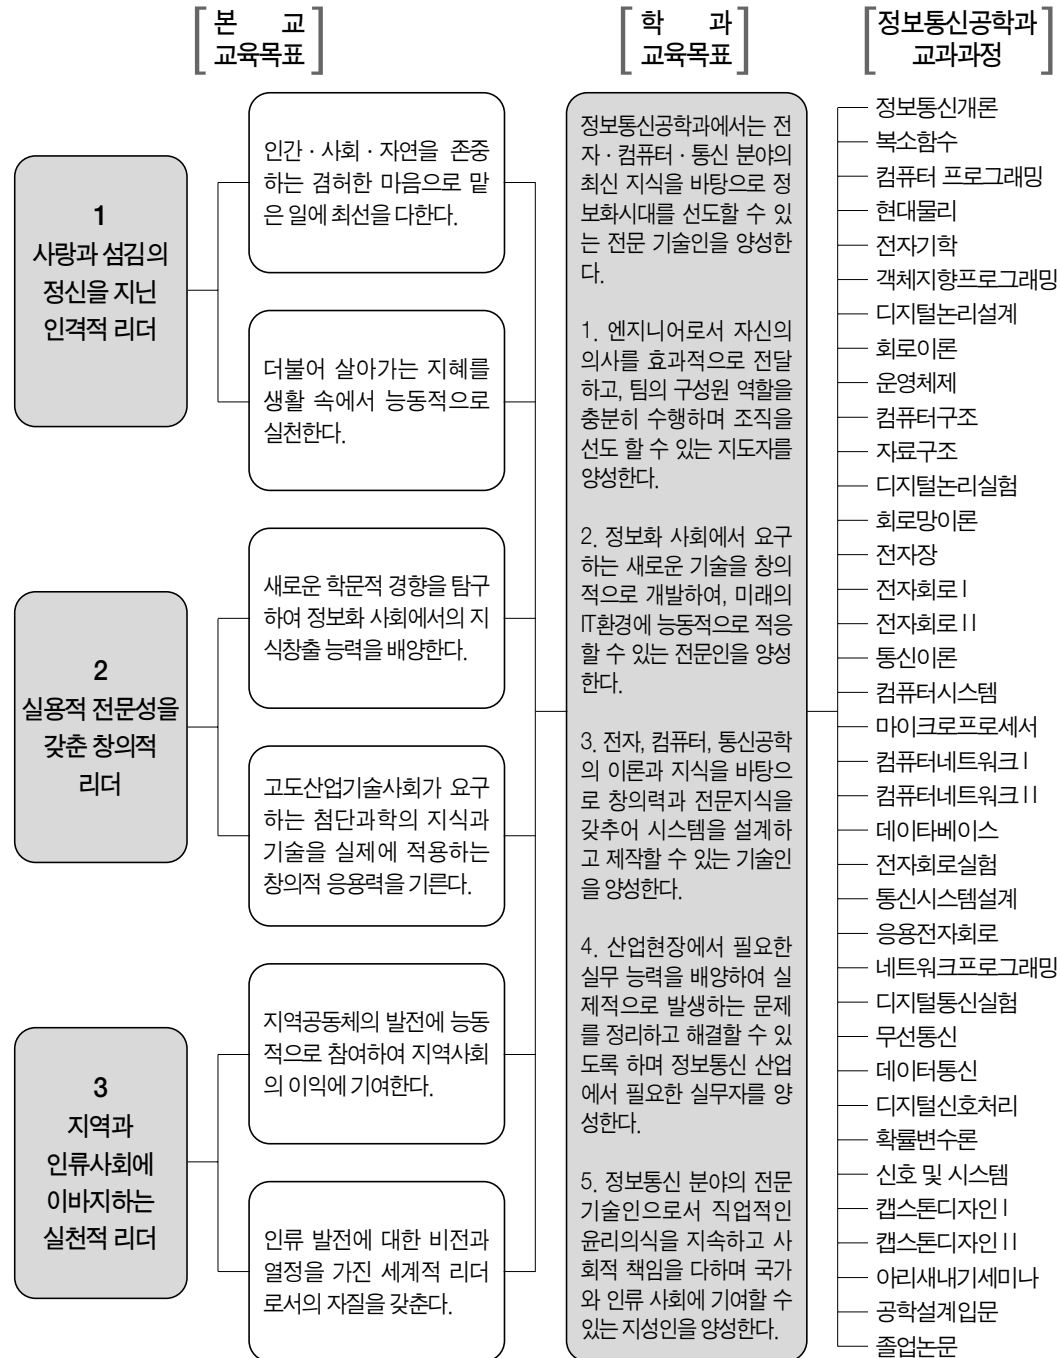 본 교
교육목표
학 과
교육목표
정보통신공학과
교과과정
1
사랑과 섬김의
정신을 지닌
인격적 리더
인간 · 사회 · 자연을 존중
하는 겸허한 마음으로 맡
은 일에 최선을 다한다.
더불어 살아가는 지혜를
생활 속에서 능동적으로
실천한다.
2
실용적 전문성을
갖춘 창의적
리더
새로운 학문적 경향을 탐구
하여 정보화 사회에서의 지
식창출 능력을 배양한다.
고도산업기술사회가 요구
하는 첨단과학의 지식과
기술을 실제에 적용하는
창의적 응용력을 기른다.
3
지역과
인류사회에
이바지하는
실천적 리더
지역공동체의 발전에 능동
적으로 참여하여 지역사회
의 이익에 기여한다.
인류 발전에 대한 비전과
열정을 가진 세계적 리더
로서의 자질을 갖춘다.
정보통신공학과에서는 전
자 · 컴퓨터 · 통신 분야의
최신 지식을 바탕으로 정
보화시대를 선도할 수 있
는 전문 기술인을 양성한
다.
1. 엔지니어로서 자신의
의사를 효과적으로 전달
하고, 팀의 구성원 역할을
충분히 수행하며 조직을
선도 할 수 있는 지도자를
양성한다.
2. 정보화 사회에서 요구
하는 새로운 기술을 창의
적으로 개발하여, 미래의
IT환경에 능동적으로 적응
할 수 있는 전문인을 양성
한다.
3. 전자, 컴퓨터, 통신공학
의 이론과 지식을 바탕으
로 창의력과 전문지식을
갖추어 시스템을 설계하
고 제작할 수 있는 기술인
을 양성한다.
4. 산업현장에서 필요한
실무 능력을 배양하여 실
제적으로 발생하는 문제
를 정리하고 해결할 수 있
도록 하며 정보통신 산업
에서 필요한 실무자를 양
성한다.
5. 정보통신 분야의 전문
기술인으로서 직업적인
윤리의식을 지속하고 사
회적 책임을 다하며 국가
와 인류 사회에 기여할 수
있는 지성인을 양성한다.
정보통신개론
복소함수
컴퓨터 프로그래밍
현대물리
전자기학
객체지향프로그래밍
디지털논리설계
회로이론
운영체제
컴퓨터구조
자료구조
디지털논리실험
회로망이론
전자장
전자회로 I
전자회로 II
통신이론
컴퓨터시스템
마이크로프로세서
컴퓨터네트워크 I
컴퓨터네트워크 II
데이타베이스
전자회로실험
통신시스템설계
응용전자회로
네트워크프로그래밍
디지털통신실험
무선통신
데이터통신
디지털신호처리
확률변수론
신호 및 시스템
캡스톤디자인 I
캡스톤디자인 II
아리새내기세미나
공학설계입문
졸업논문